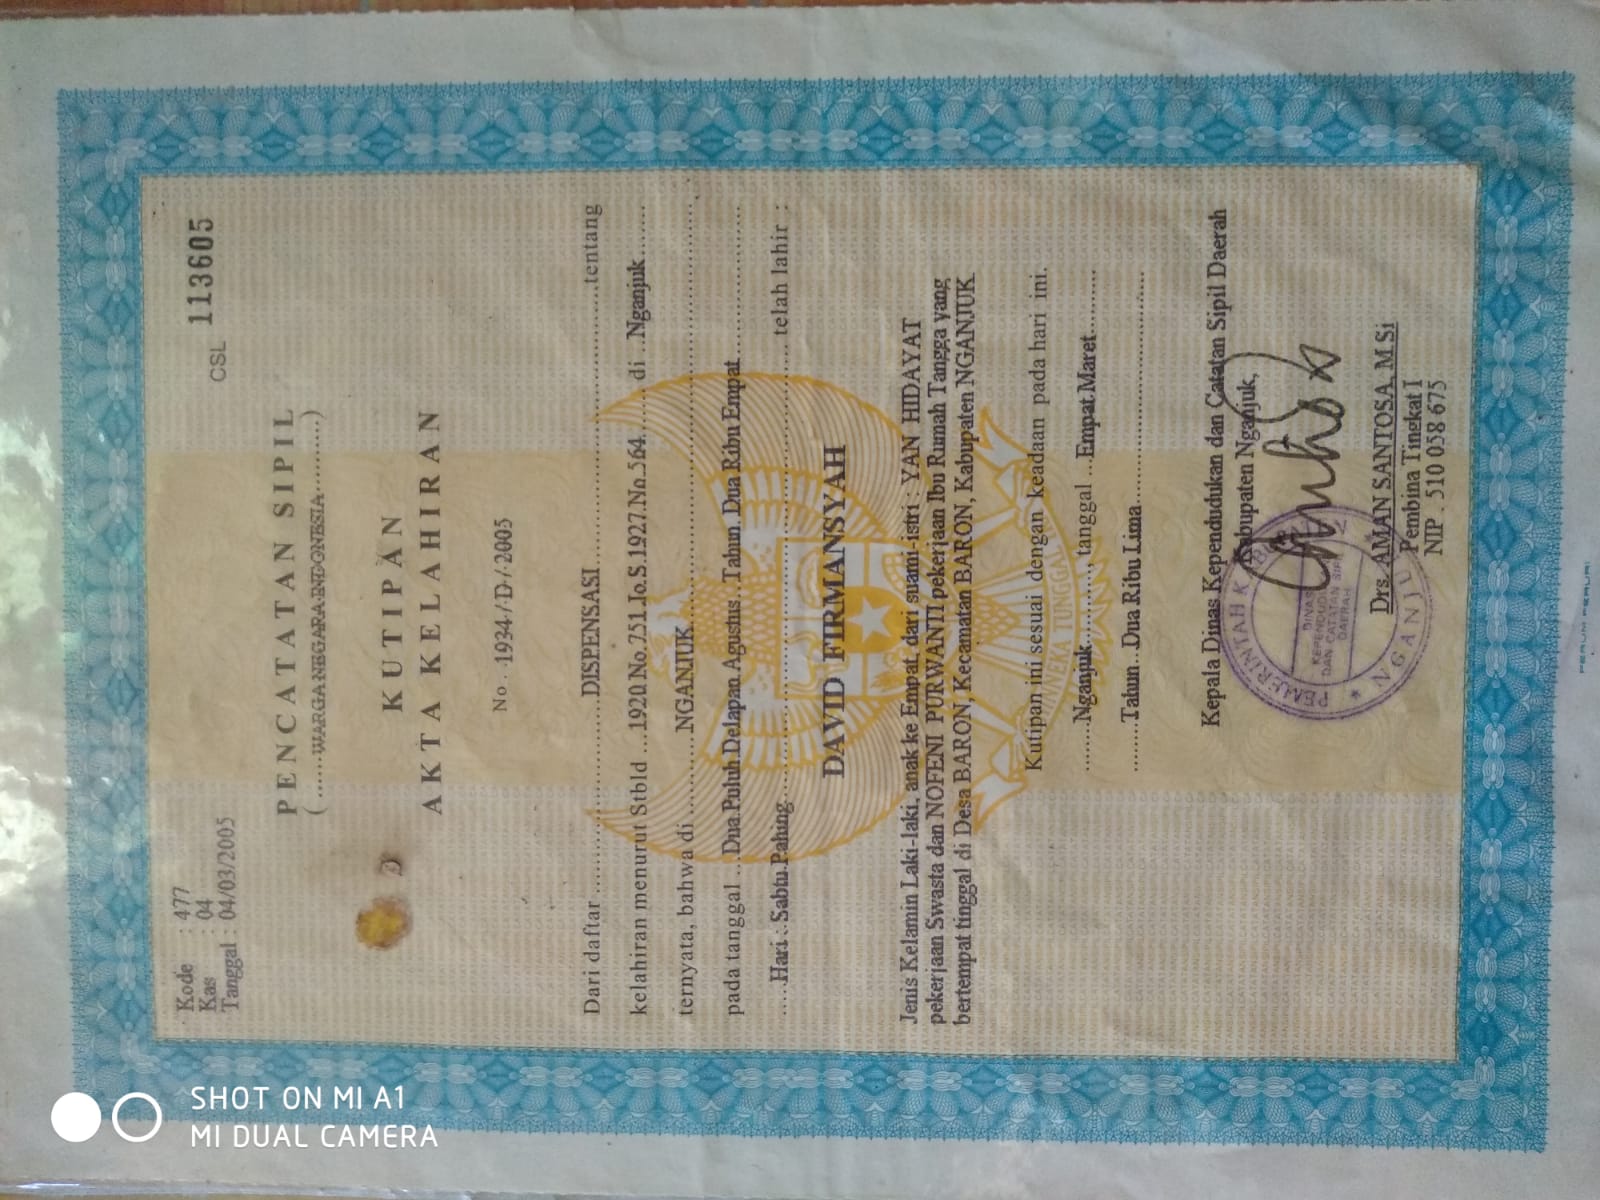 Kode : 477
Kas : 04
Tanggal : 04/03/2005
CSL 113605
PENCATATAN SIPIL
(......WARGA NEGARA INDONESIA.........)
KUTIPAN
AKTA KELAHIRAN
No. . 1934 / D / 2005
Dari daftar ..............DISPENSASI..............tentang
kelahiran menurut Stbld ...1920 No.751.Jo.S.1927.No.564....... di ..Nganjuk.......
ternyata, bahwa di .........NGANJUK..............
pada tanggal ...Dua Puluh Delapan Agustus...Tahun. Dua Ribu Empat..............
....Hari : Sabtu Pahing.............. telah lahir :
DAVID FIRMANSYAH
Jenis Kelamin Laki-laki, anak ke Empat, dari suami-istri : YAN HIDAYAT
pekerjaan Swasta dan NOFENI PURWANTI pekerjaan Ibu Rumah Tangga yang
bertempat tinggal di Desa BARON, Kecamatan BARON, Kabupaten NGANJUK
Kutipan ini sesuai dengan keadaan pada hari ini.
.......Nganjuk........., tanggal ...Empat Maret.........
.......Tahun...Dua Ribu Lima..............
Kepala Dinas Kependudukan dan Catatan Sipil Daerah
Kabupaten Nganjuk,
PEMERINTAH
DINAS
KEPENDUDUKAN
DAN CATATAN SIPIL
DAERAH
* NGANJUK *
Drs. AMAN SANTOSA, M Si
Pembina Tingkat I
NIP . 510 058 675
PERUM PERURI
SHOT ON MI A1
MI DUAL CAMERA